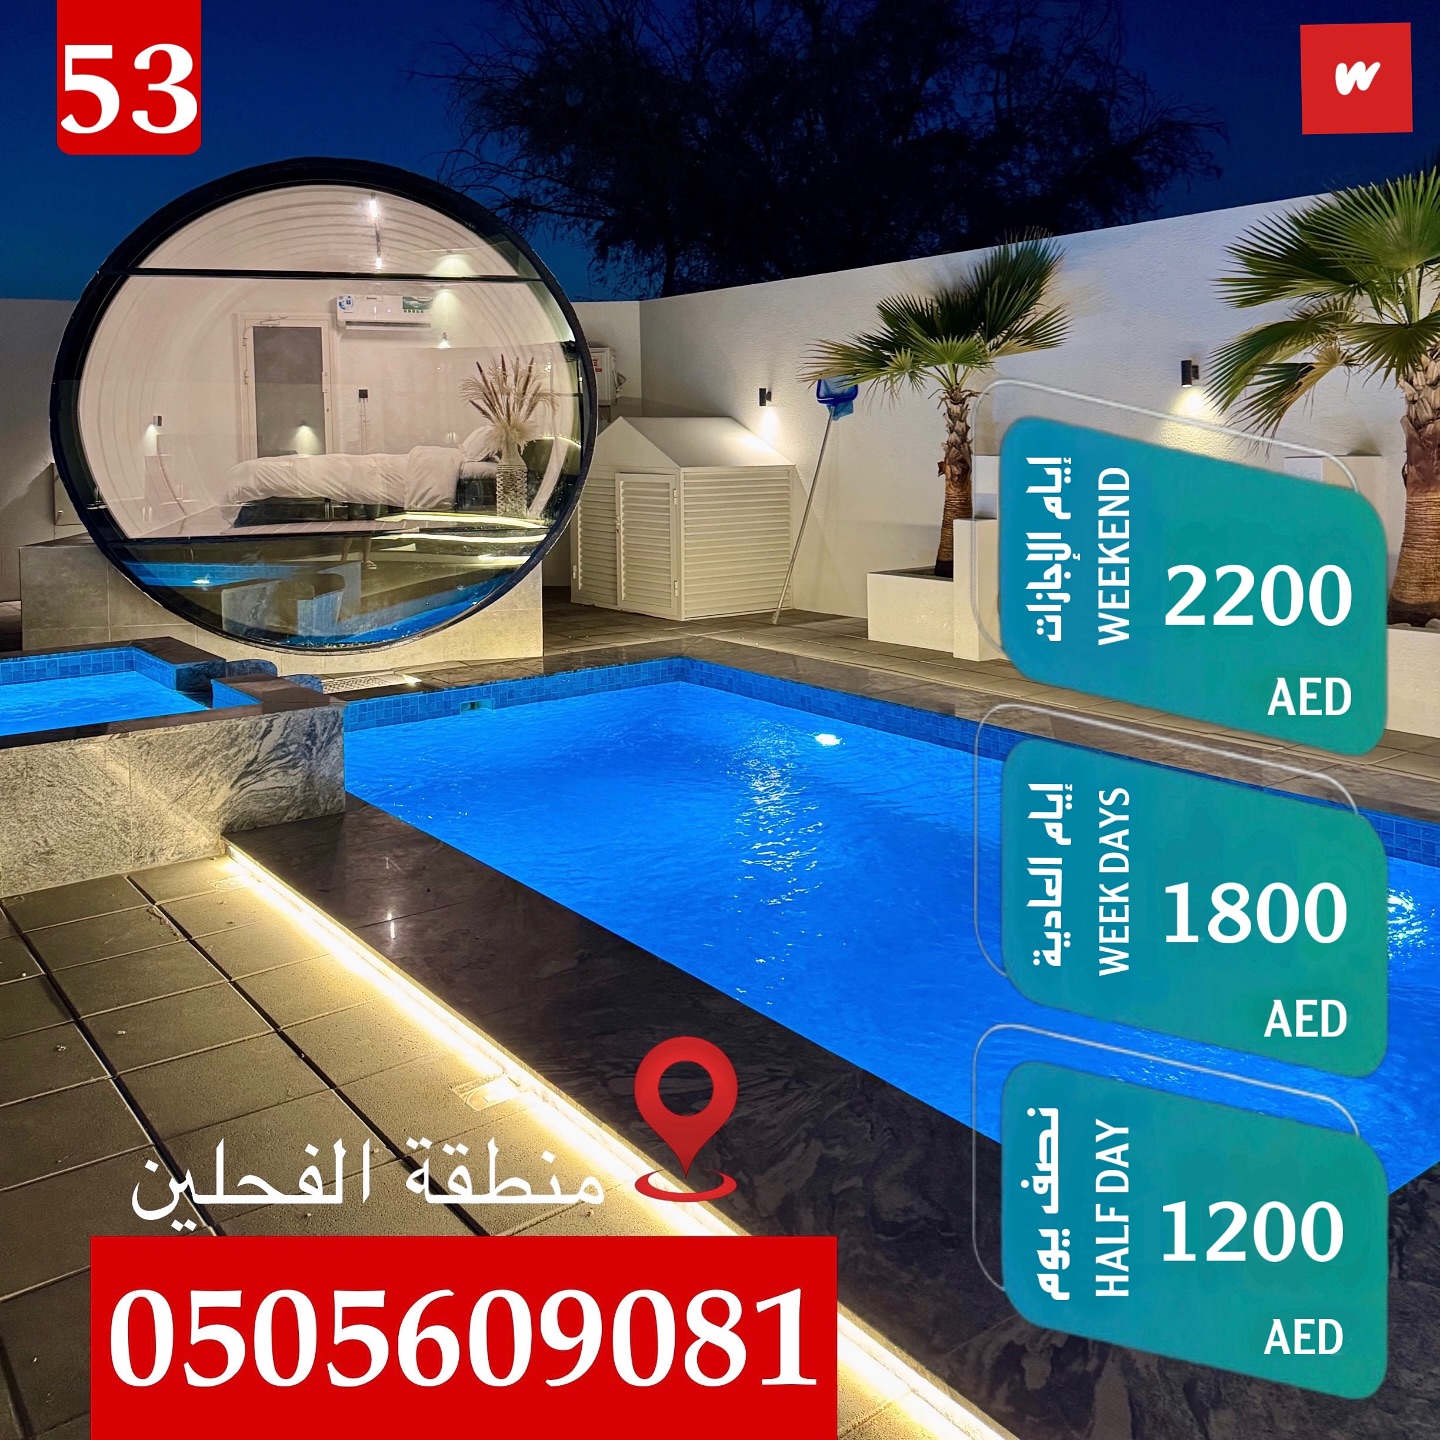 53
w
إيام الإجازات
WEEKEND
2200
AED
إيام العادية
WEEK DAYS
1800
AED
نصف يوم
HALF DAY
1200
AED
منطقة الفحلين
0505609081